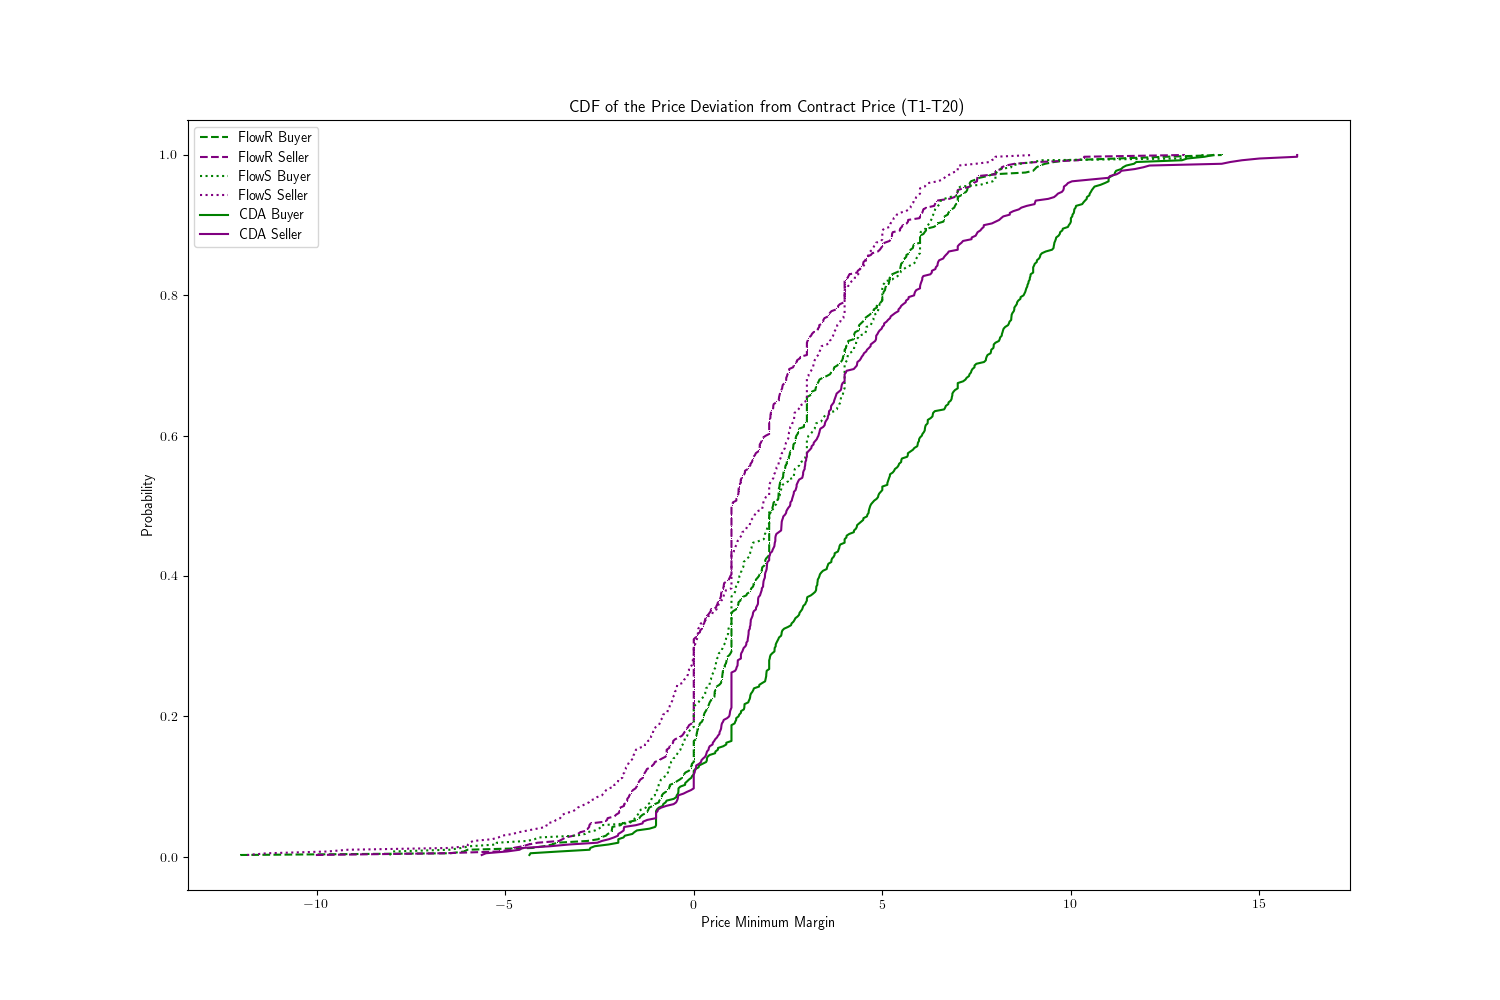 CDF of the Price Deviation from Contract Price (T1-T20)
FlowR Buyer
FlowR Seller
FlowS Buyer
FlowS Seller
CDA Buyer
CDA Seller
1.0
0.8
0.6
0.4
0.2
0.0
Probability
−10
−5
0
5
10
15
Price Minimum Margin